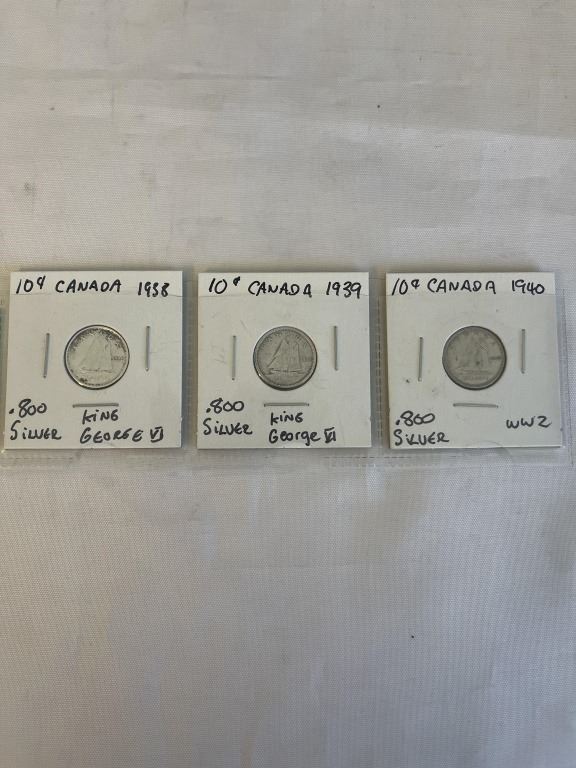 10¢ CANADA 1938
.800
SILVER
KING
GEORGE VI
10¢ CANADA 1939
.800
SILVER
KING
George VI
10¢ CANADA 1940
.800
SILVER
WW2